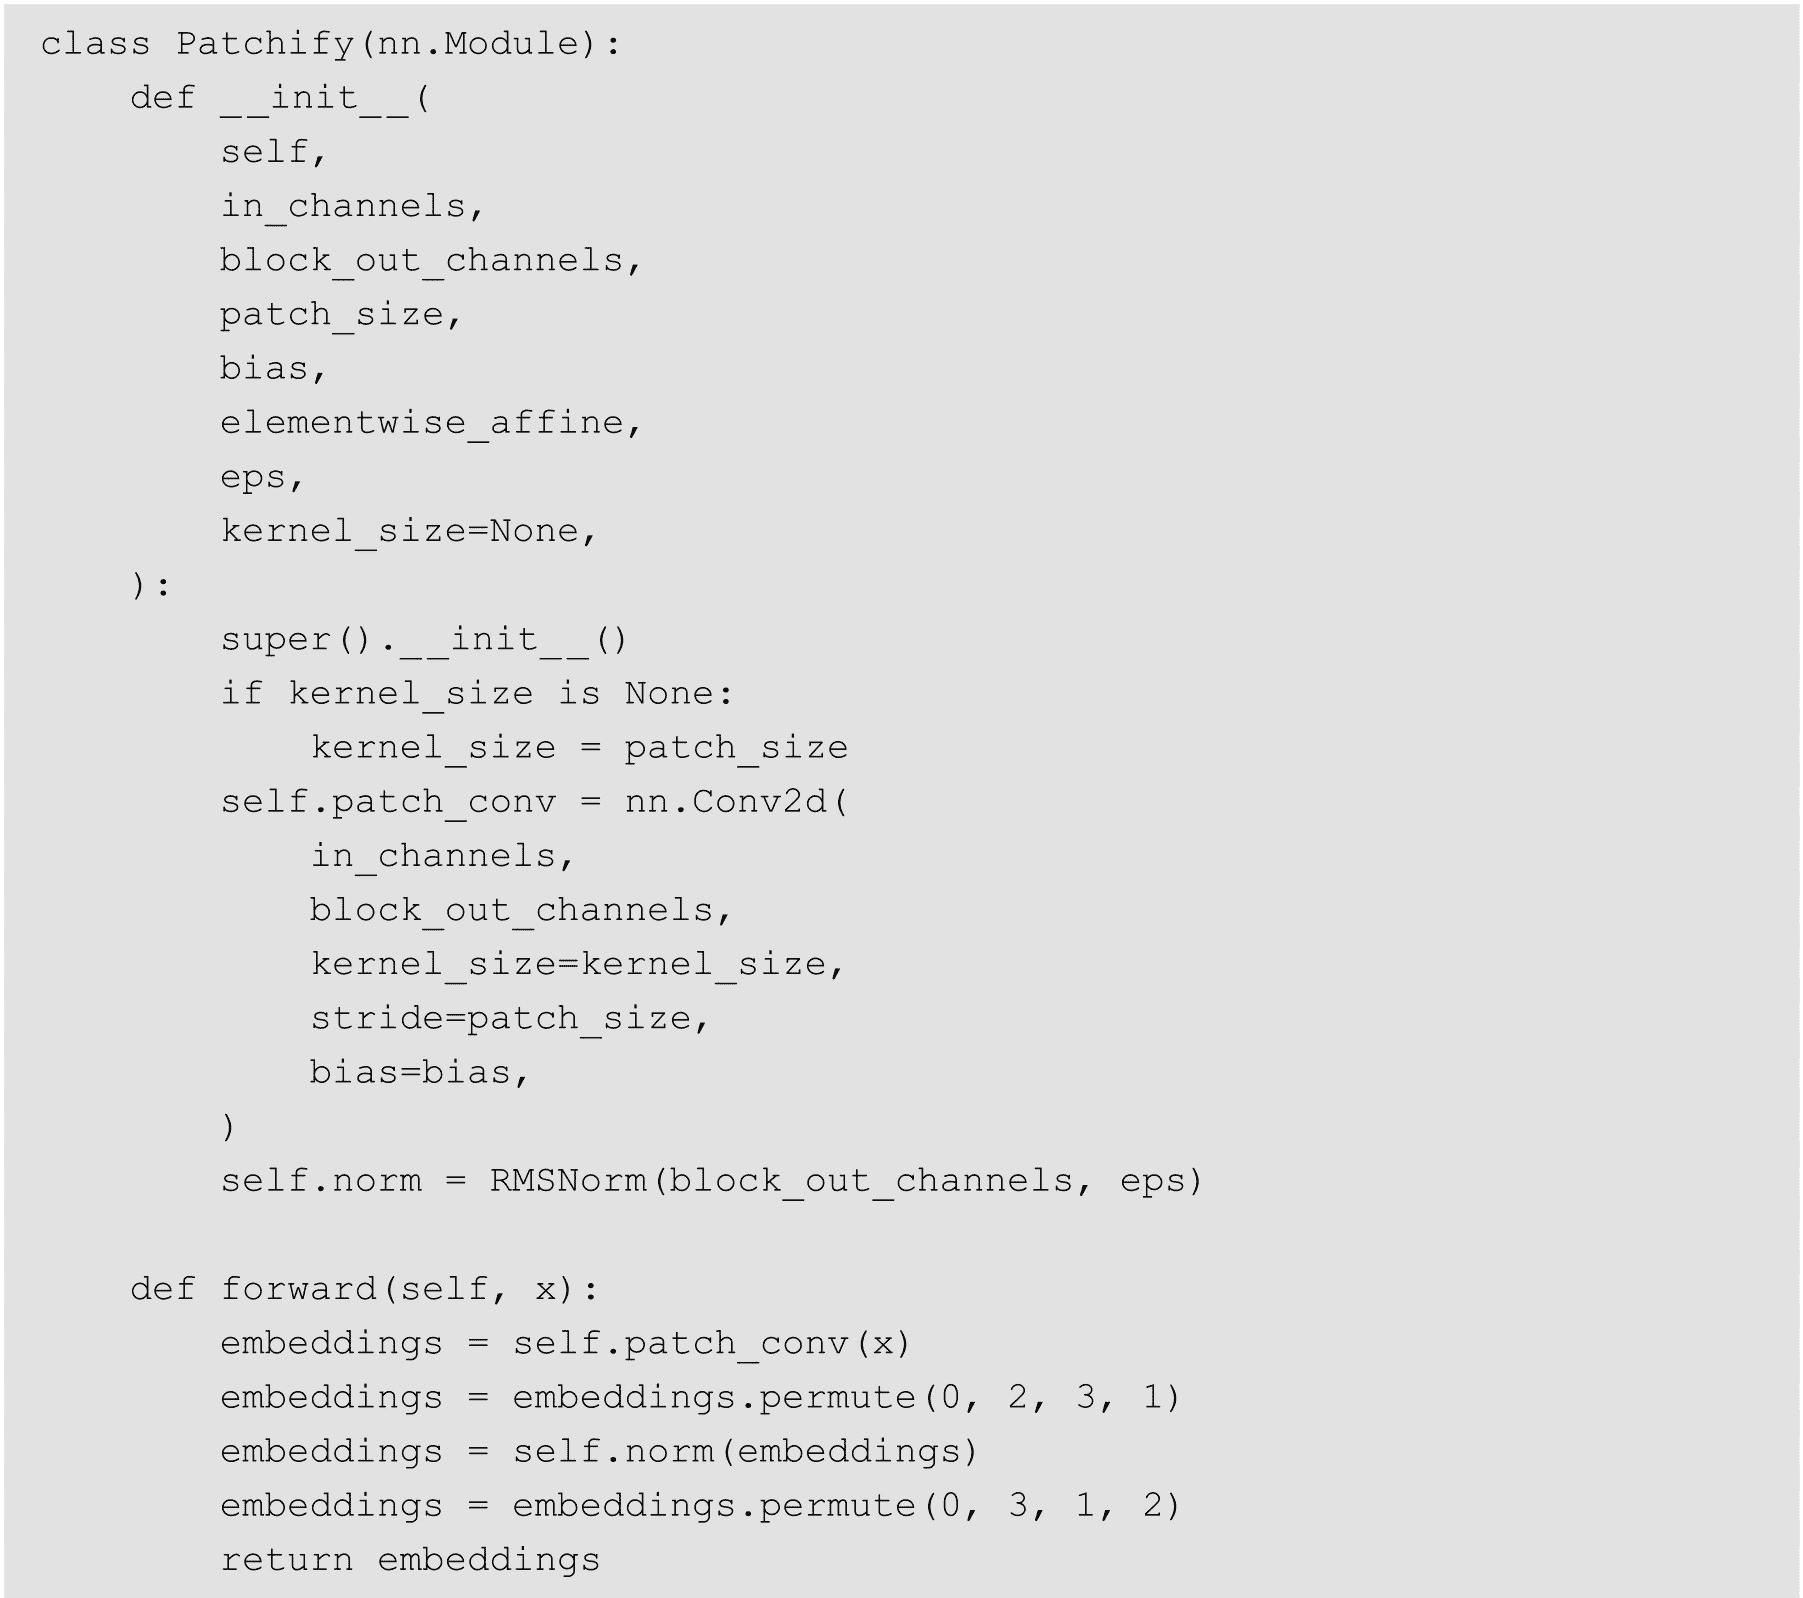 class Patchify(nn.Module):
    def __init__(
        self,
        in_channels,
        block_out_channels,
        patch_size,
        bias,
        elementwise_affine,
        eps,
        kernel_size=None,
    ):
        super().__init__()
        if kernel_size is None:
            kernel_size = patch_size
        self.patch_conv = nn.Conv2d(
            in_channels,
            block_out_channels,
            kernel_size=kernel_size,
            stride=patch_size,
            bias=bias,
        )
        self.norm = RMSNorm(block_out_channels, eps)

    def forward(self, x):
        embeddings = self.patch_conv(x)
        embeddings = embeddings.permute(0, 2, 3, 1)
        embeddings = self.norm(embeddings)
        embeddings = embeddings.permute(0, 3, 1, 2)
        return embeddings